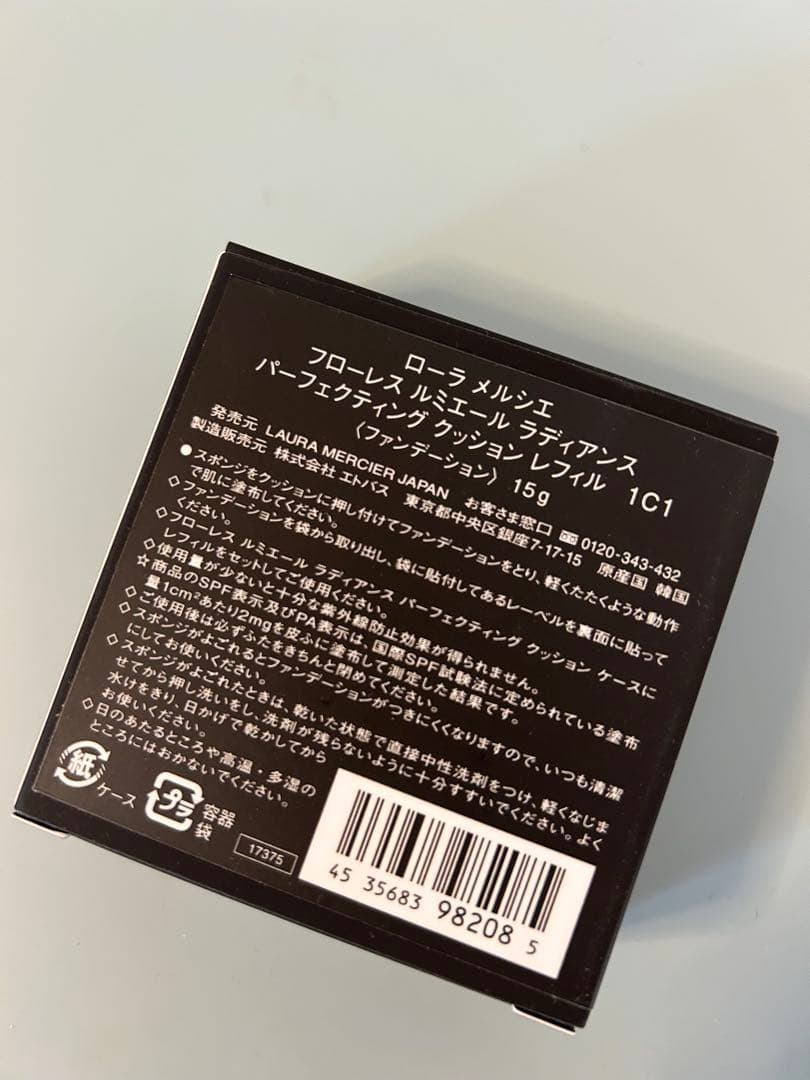 ローラ メルシエ
フローレス ルミエール ラディアンス
パーフェクティング クッション レフィル 1C1
〈ファンデーション〉 15g
発売元 LAURA MERCIER JAPAN お客さま窓口 0120-343-432
製造販売元 株式会社 エトバス 東京都中央区銀座7-17-15 原産国 韓国
●スポンジをクッションに押し付けてファンデーションをとり、軽くたたくような動作
で肌に塗布してください。
◇ファンデーションを袋から取り出し、袋に貼付してあるレーベルを裏面に貼って
ください。
◇フローレス ルミエール ラディアンス パーフェクティング クッション ケースに
レフィルをセットしてご使用ください。
◇使用量が少ないと十分な紫外線防止効果が得られません。
☆商品のSPF表示及びPA表示は、国際SPF試験法に定められている塗布
量1cm²あたり2mgを皮ふに塗布して測定した結果です。
◇ご使用後は必ずふたをきちんと閉めてください。
◇スポンジがよごれるとファンデーションがつきにくくなりますので、いつも清潔
にしてお使いください。
◇スポンジがよごれたときは、乾いた状態で直接中性洗剤をつけ、軽くなじま
せてから押し洗いをし、洗剤が残らないように十分すすいでください。よく
水けをきり、日かげで乾かしてから
お使いください。
◇日のあたるところや高温・多湿の
ところにはおかないでください。
紙 ケース
プラ 容器 袋
17375
45 35683 98208 5